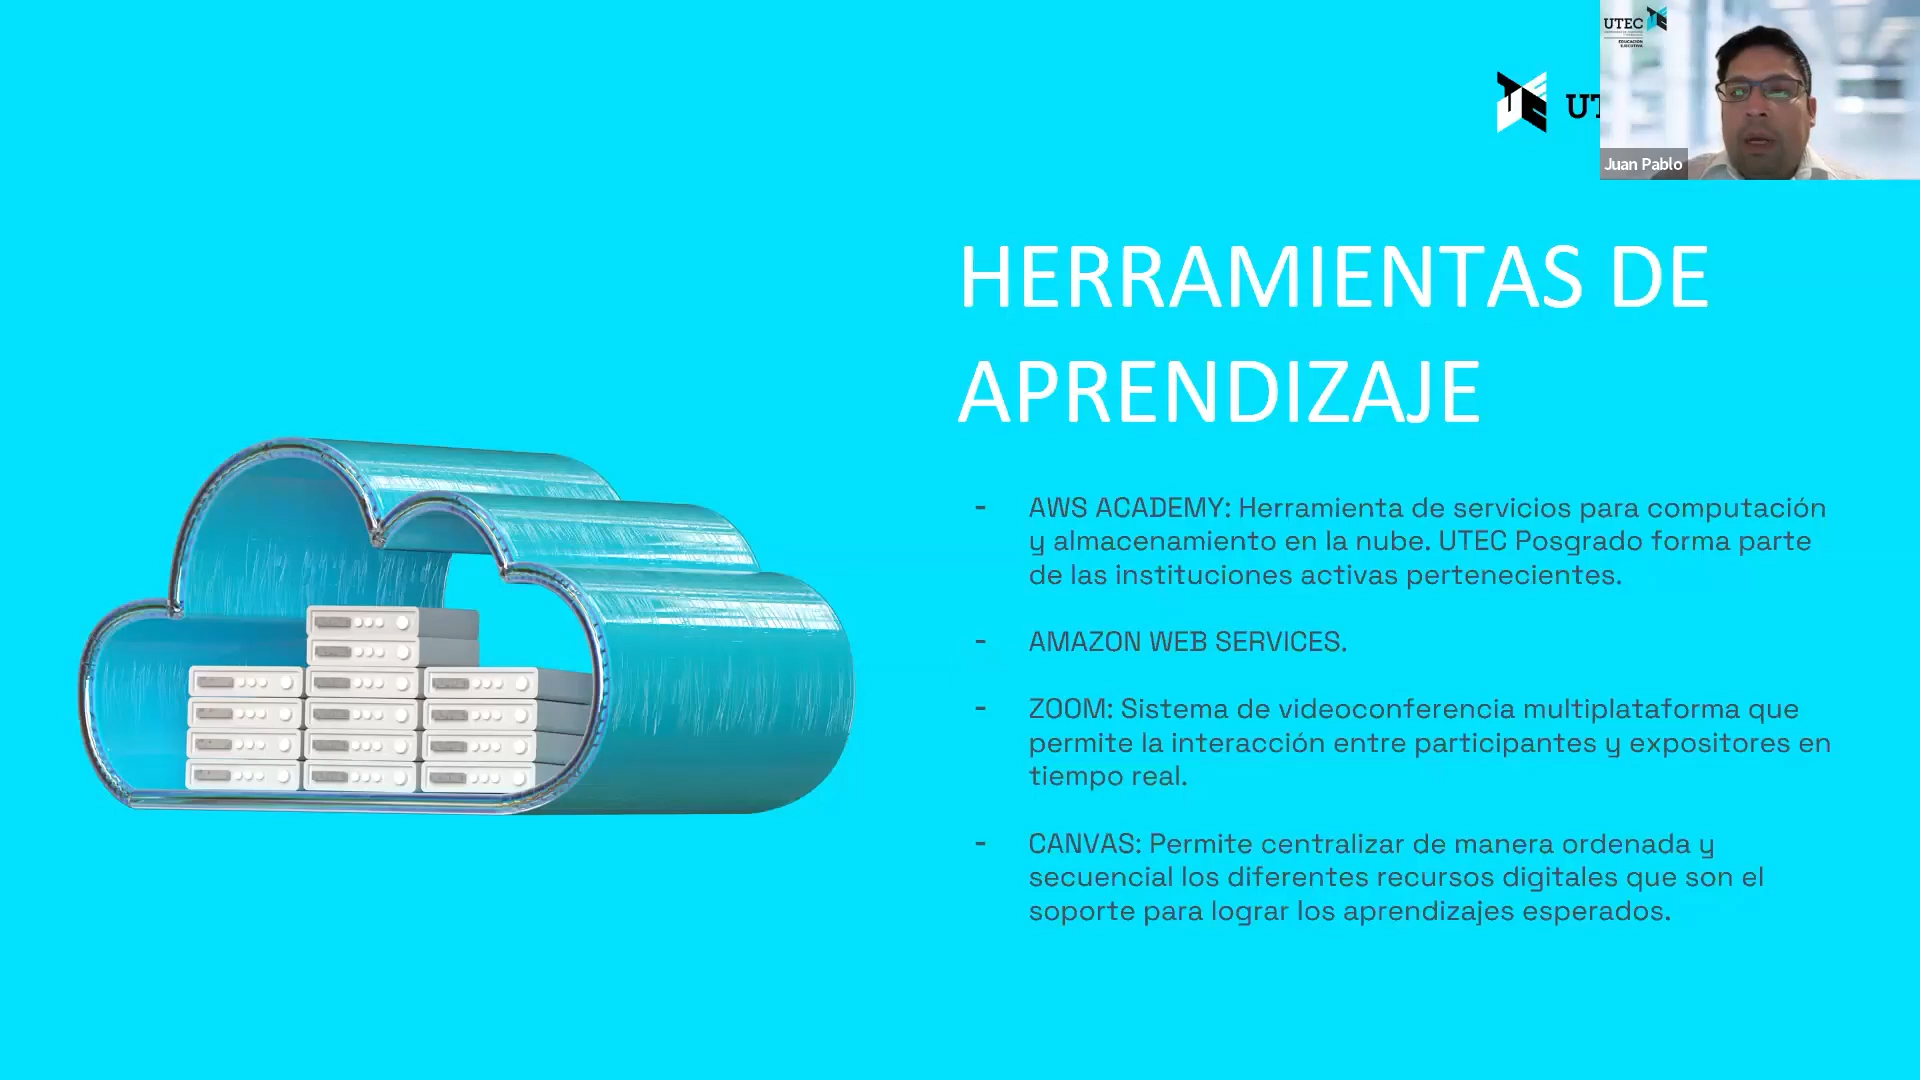 UTEC
EDUCACIÓN
EJECUTIVA
Juan Pablo
HERRAMIENTAS DE
APRENDIZAJE
- AWS ACADEMY: Herramienta de servicios para computación
y almacenamiento en la nube. UTEC Posgrado forma parte
de las instituciones activas pertenecientes.
- AMAZON WEB SERVICES.
- ZOOM: Sistema de videoconferencia multiplataforma que
permite la interacción entre participantes y expositores en
tiempo real.
- CANVAS: Permite centralizar de manera ordenada y
secuencial los diferentes recursos digitales que son el
soporte para lograr los aprendizajes esperados.